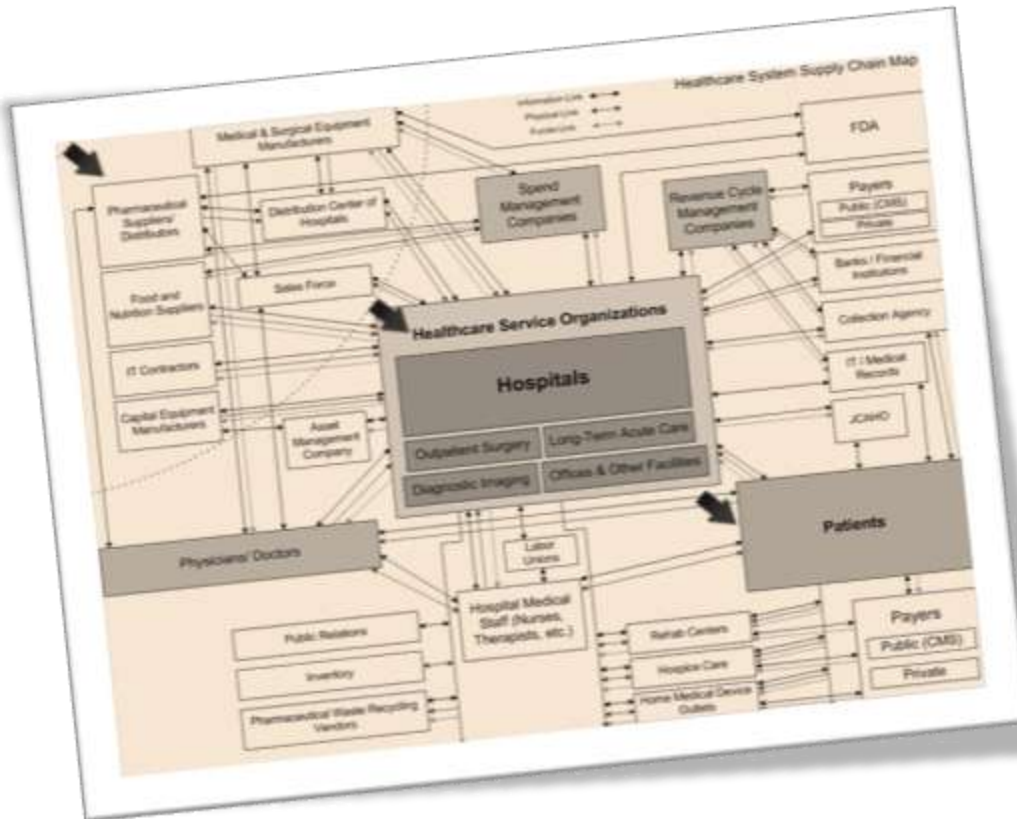 Healthcare System Supply Chain Map
Information Link
Physical Link
Funds Link
Medical & Surgical Equipment
Manufacturers
FDA
Pharmaceutical
Suppliers/
Distributors
Distribution Center of
Hospitals
Spend
Management
Companies
Revenue Cycle
Management
Companies
Payers
Public (CMS)
Private
Food and
Nutrition Suppliers
Sales Force
Banks / Financial
Institutions
Collection Agency
IT Contractors
Healthcare Service Organizations
Hospitals
IT / Medical
Records
Capital Equipment
Manufacturers
Asset
Management
Company
Outpatient Surgery
Long-Term Acute Care
Diagnostic Imaging
Offices & Other Facilities
JCAHO
Physicians/ Doctors
Labor
Unions
Patients
Hospital Medical
Staff (Nurses,
Therapists, etc.)
Public Relations
Inventory
Pharmaceutical Waste Recycling
Vendors
Rehab Centers
Hospice Care
Home Medical Device
Outlets
Payers
Public (CMS)
Private